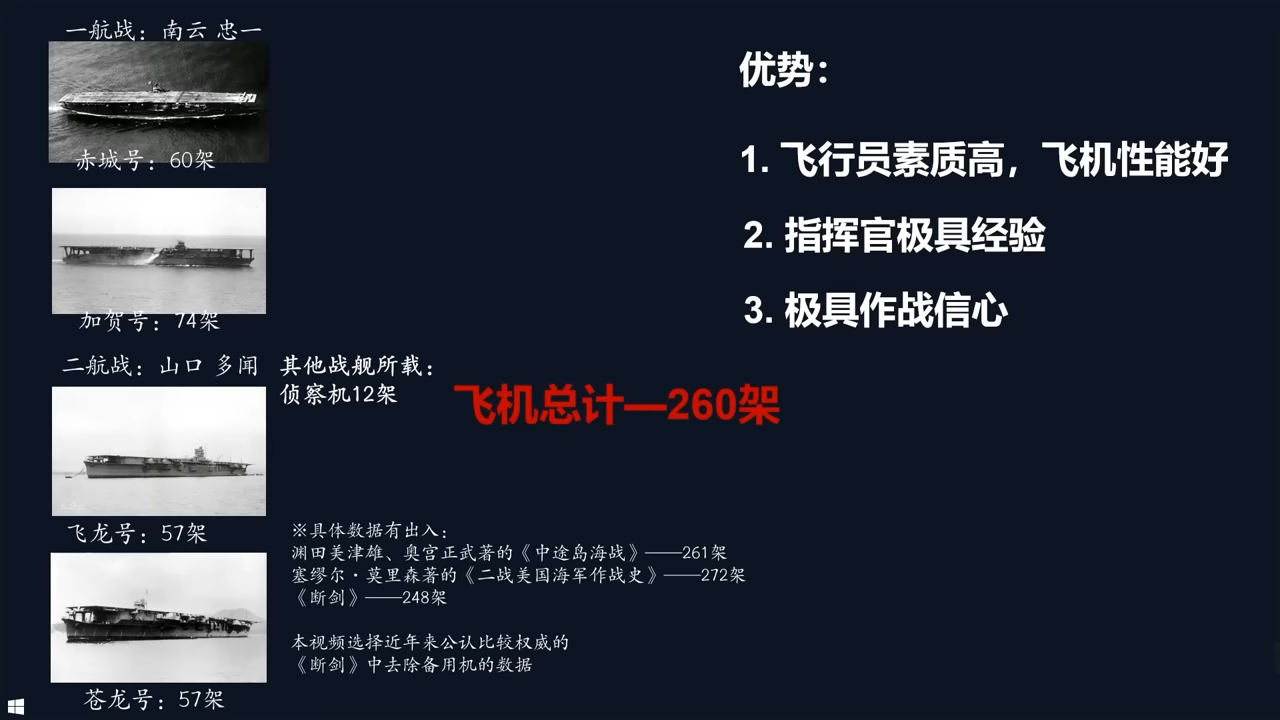 一航战：南云 忠一
赤城号：60架
加贺号：74架
二航战：山口 多闻
飞龙号：57架
苍龙号：57架
其他战舰所载：
侦察机12架
飞机总计—260架
优势：
1. 飞行员素质高，飞机性能好
2. 指挥官极具经验
3. 极具作战信心
※具体数据有出入：
渊田美津雄、奥宫正武著的《中途岛海战》——261架
塞缪尔·莫里森著的《二战美国海军作战史》——272架
《断剑》——248架
本视频选择近年来公认比较权威的
《断剑》中去除备用机的数据